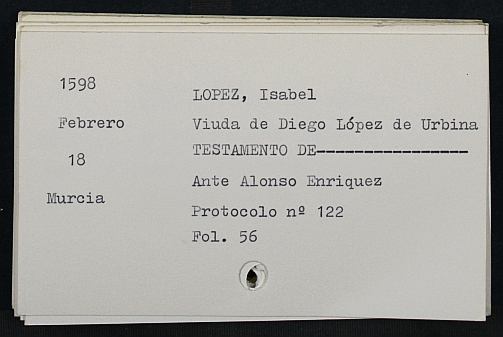 1598
Febrero
18
Murcia
LOPEZ, Isabel
Viuda de Diego López de Urbina
TESTAMENTO DE----------------
Ante Alonso Enriquez
Protocolo nº 122
Fol. 56